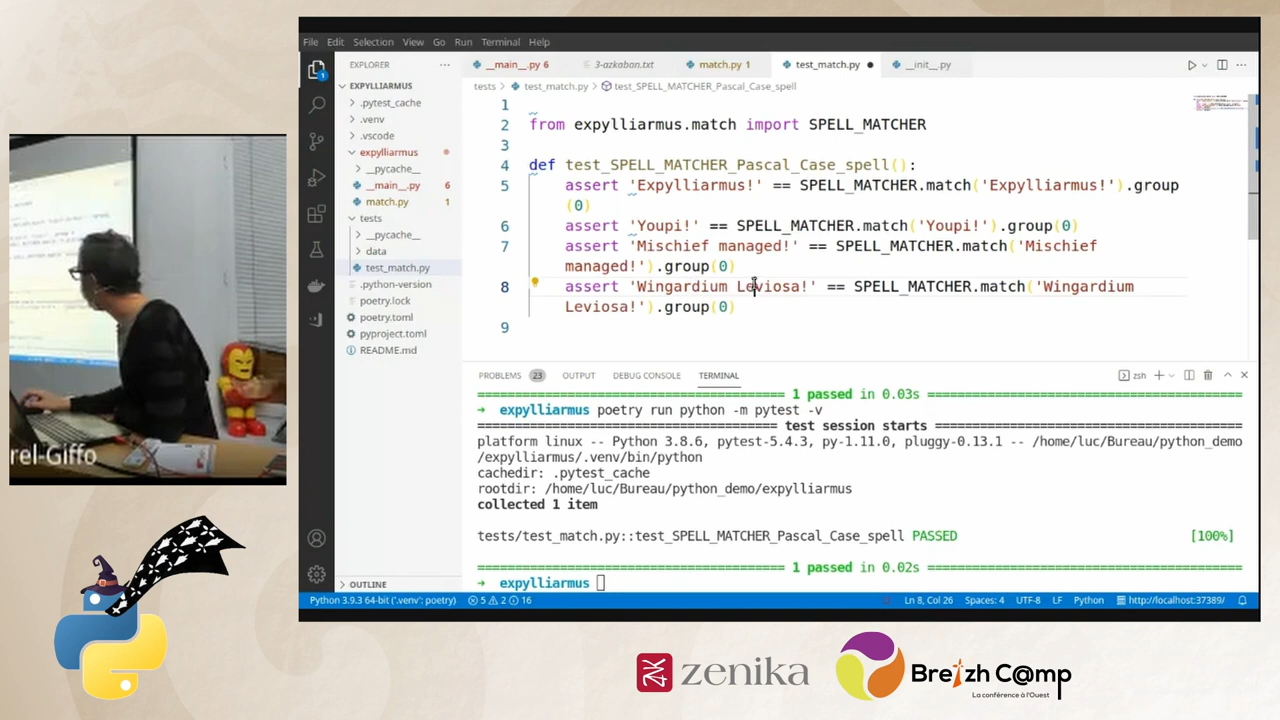 File Edit Selection View Go Run Terminal Help
EXPLORER ...
EXPYLLIARMUS
.pytest_cache
.venv
.vscode
expylliarmus
__pycache__
__main__.py 6
match.py 1
tests
__pycache__
data
test_match.py
.python-version
poetry.lock
poetry.toml
pyproject.toml
README.md
OUTLINE
__main__.py 6 3-azkaban.txt match.py 1 test_match.py __init__.py
tests > test_match.py > test_SPELL_MATCHER_Pascal_Case_spell
1
2 from expylliarmus.match import SPELL_MATCHER
3
4 def test_SPELL_MATCHER_Pascal_Case_spell():
5 assert 'Expylliarmus!' == SPELL_MATCHER.match('Expylliarmus!').group
(0)
6 assert 'Youpi!' == SPELL_MATCHER.match('Youpi!').group(0)
7 assert 'Mischief managed!' == SPELL_MATCHER.match('Mischief
managed!').group(0)
8 assert 'Wingardium Leviosa!' == SPELL_MATCHER.match('Wingardium
Leviosa!').group(0)
9
PROBLEMS 23 OUTPUT DEBUG CONSOLE TERMINAL zsh
============ 1 passed in 0.03s ============
→ expylliarmus poetry run python -m pytest -v
============ test session starts ============
platform linux -- Python 3.8.6, pytest-5.4.3, py-1.11.0, pluggy-0.13.1 -- /home/luc/Bureau/python_demo
/expylliarmus/.venv/bin/python
cachedir: .pytest_cache
rootdir: /home/luc/Bureau/python_demo/expylliarmus
collected 1 item
tests/test_match.py::test_SPELL_MATCHER_Pascal_Case_spell PASSED [100%]
============ 1 passed in 0.02s ============
→ expylliarmus
Python 3.9.3 64-bit ('.venv': poetry) 5 2 16 Ln 8, Col 26 Spaces: 4 UTF-8 LF Python http://localhost:37389/
rel-Giffo
zenika
Breizh C@mp
La conférence à l'Ouest